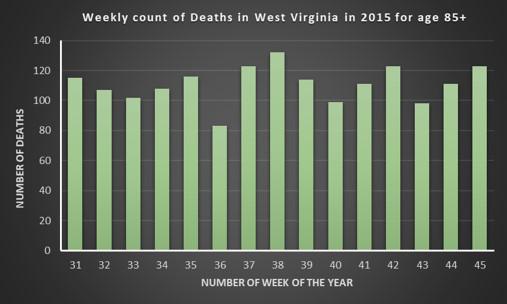 Weekly count of Deaths in West Virginia in 2015 for age 85+
140
120
100
80
60
40
20
0
NUMBER OF DEATHS
31 32 33 34 35 36 37 38 39 40 41 42 43 44 45
NUMBER OF WEEK OF THE YEAR